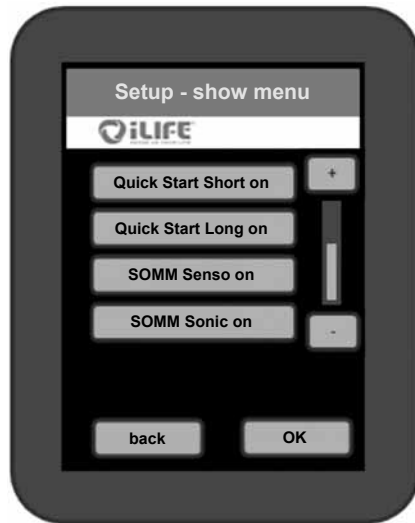 Setup - show menu
iLIFE
Quick Start Short on
+
Quick Start Long on
SOMM Senso on
SOMM Sonic on
-
back
OK